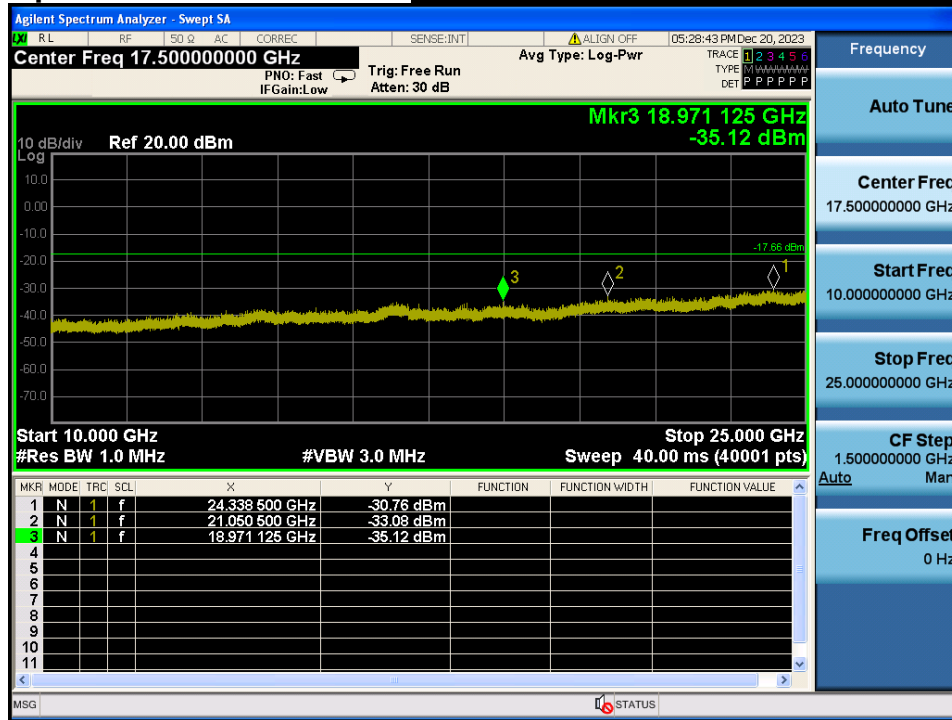 Agilent Spectrum Analyzer - Swept SA
LXI RL RF 50 Ω AC CORREC SENSE:INT ALIGN OFF 05:28:43 PM Dec 20, 2023
Center Freq 17.500000000 GHz
PNO: Fast
IFGain:Low
Trig: Free Run
Atten: 30 dB
Avg Type: Log-Pwr
TRACE 1 2 3 4 5 6
TYPE M
DET P P P P P P
Mkr3 18.971 125 GHz
-35.12 dBm
10 dB/div Ref 20.00 dBm
Log
10.0
0.00
-10.0
-20.0
-30.0
-40.0
-50.0
-60.0
-70.0
-17.66 dBm
1
2
3
Start 10.000 GHz Stop 25.000 GHz
#Res BW 1.0 MHz #VBW 3.0 MHz Sweep 40.00 ms (40001 pts)
MKR MODE TRC SCL X Y FUNCTION FUNCTION WIDTH FUNCTION VALUE
1 N 1 f 24.338 500 GHz -30.76 dBm
2 N 1 f 21.050 500 GHz -33.08 dBm
3 N 1 f 18.971 125 GHz -35.12 dBm
4
5
6
7
8
9
10
11
MSG STATUS
Frequency
Auto Tune
Center Freq
17.500000000 GHz
Start Freq
10.000000000 GHz
Stop Freq
25.000000000 GHz
CF Step
1.500000000 GHz
Auto Man
Freq Offset
0 Hz